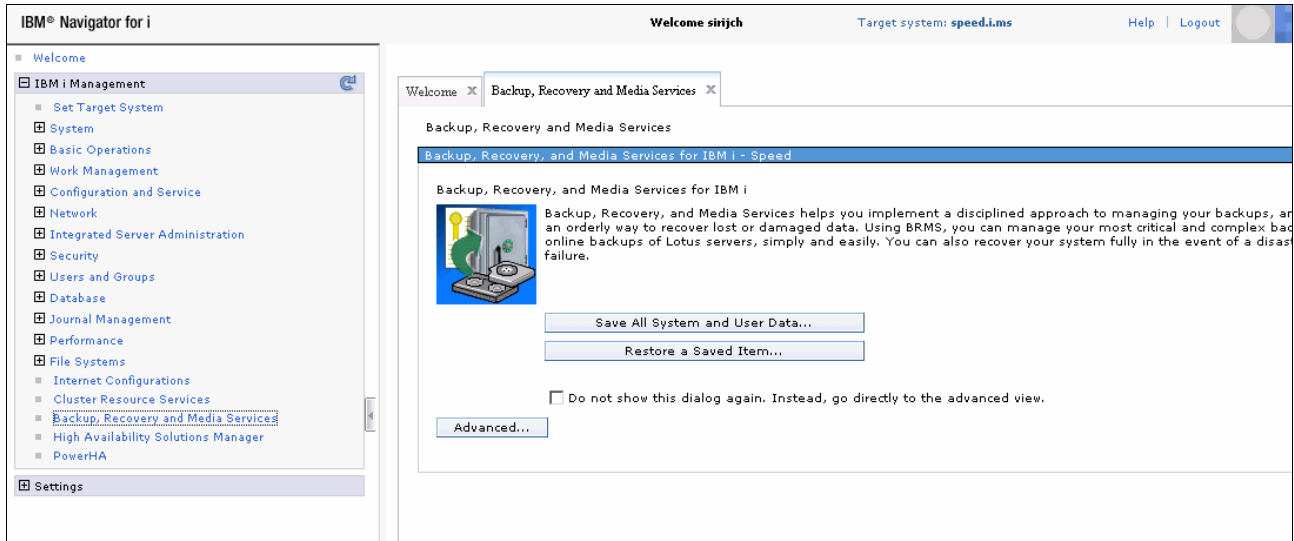 IBM® Navigator for i
Welcome sirijch
Target system: speed.i.ms
Help | Logout
Welcome
IBM i Management
Set Target System
System
Basic Operations
Work Management
Configuration and Service
Network
Integrated Server Administration
Security
Users and Groups
Database
Journal Management
Performance
File Systems
Internet Configurations
Cluster Resource Services
Backup, Recovery and Media Services
High Availability Solutions Manager
PowerHA
Settings
Welcome X
Backup, Recovery and Media Services X
Backup, Recovery and Media Services
Backup, Recovery, and Media Services for IBM i - Speed
Backup, Recovery, and Media Services for IBM i
Backup, Recovery, and Media Services helps you implement a disciplined approach to managing your backups, an
an orderly way to recover lost or damaged data. Using BRMS, you can manage your most critical and complex bac
online backups of Lotus servers, simply and easily. You can also recover your system fully in the event of a disast
failure.
Save All System and User Data...
Restore a Saved Item...
Do not show this dialog again. Instead, go directly to the advanced view.
Advanced...